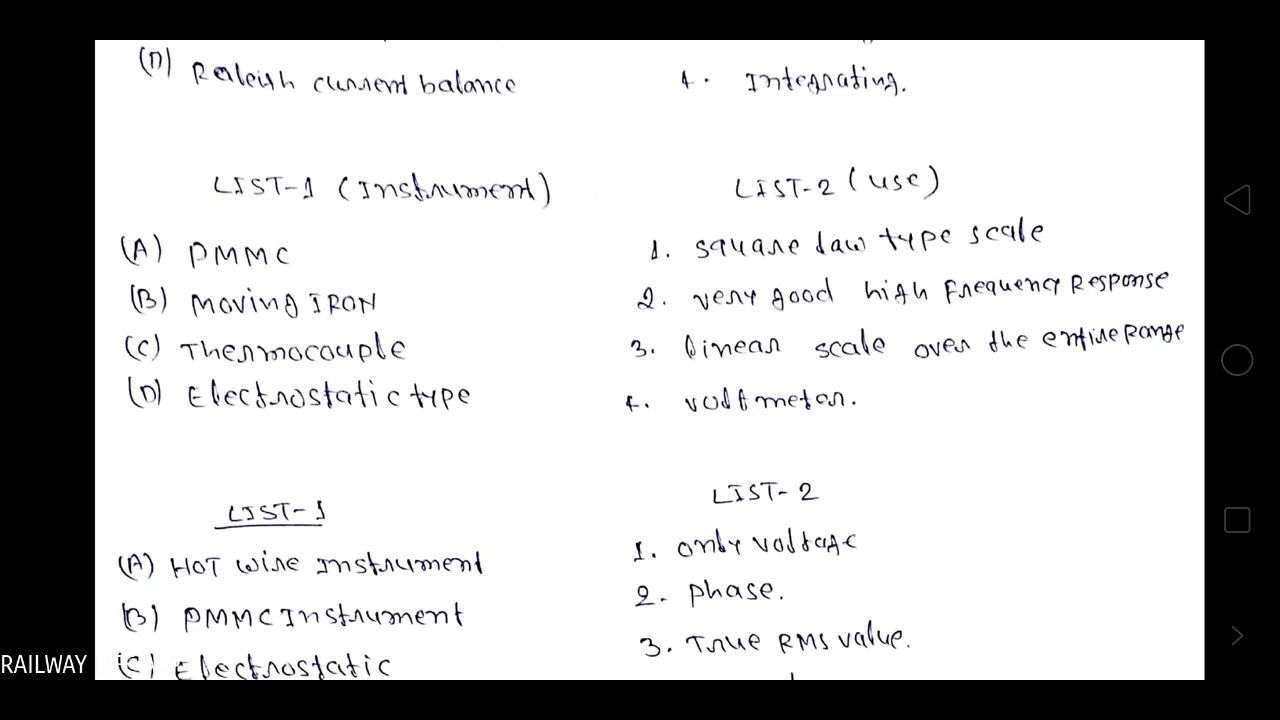 (D) Raleigh current balance 4. Integrating.
LIST-1 (Instrument) LIST-2 (use)
(A) PMMC 1. square law type scale
(B) Moving IRON 2. very good high frequency Response
(C) Thermocouple 3. linear scale over the entire Range
(D) Electrostatic type 4. voltmeter.
LIST-1 LIST-2
(A) HOT wire Instrument 1. only voltage
(B) PMMC Instrument 2. phase.
(C) Electrostatic 3. True RMS value.
RAILWAY